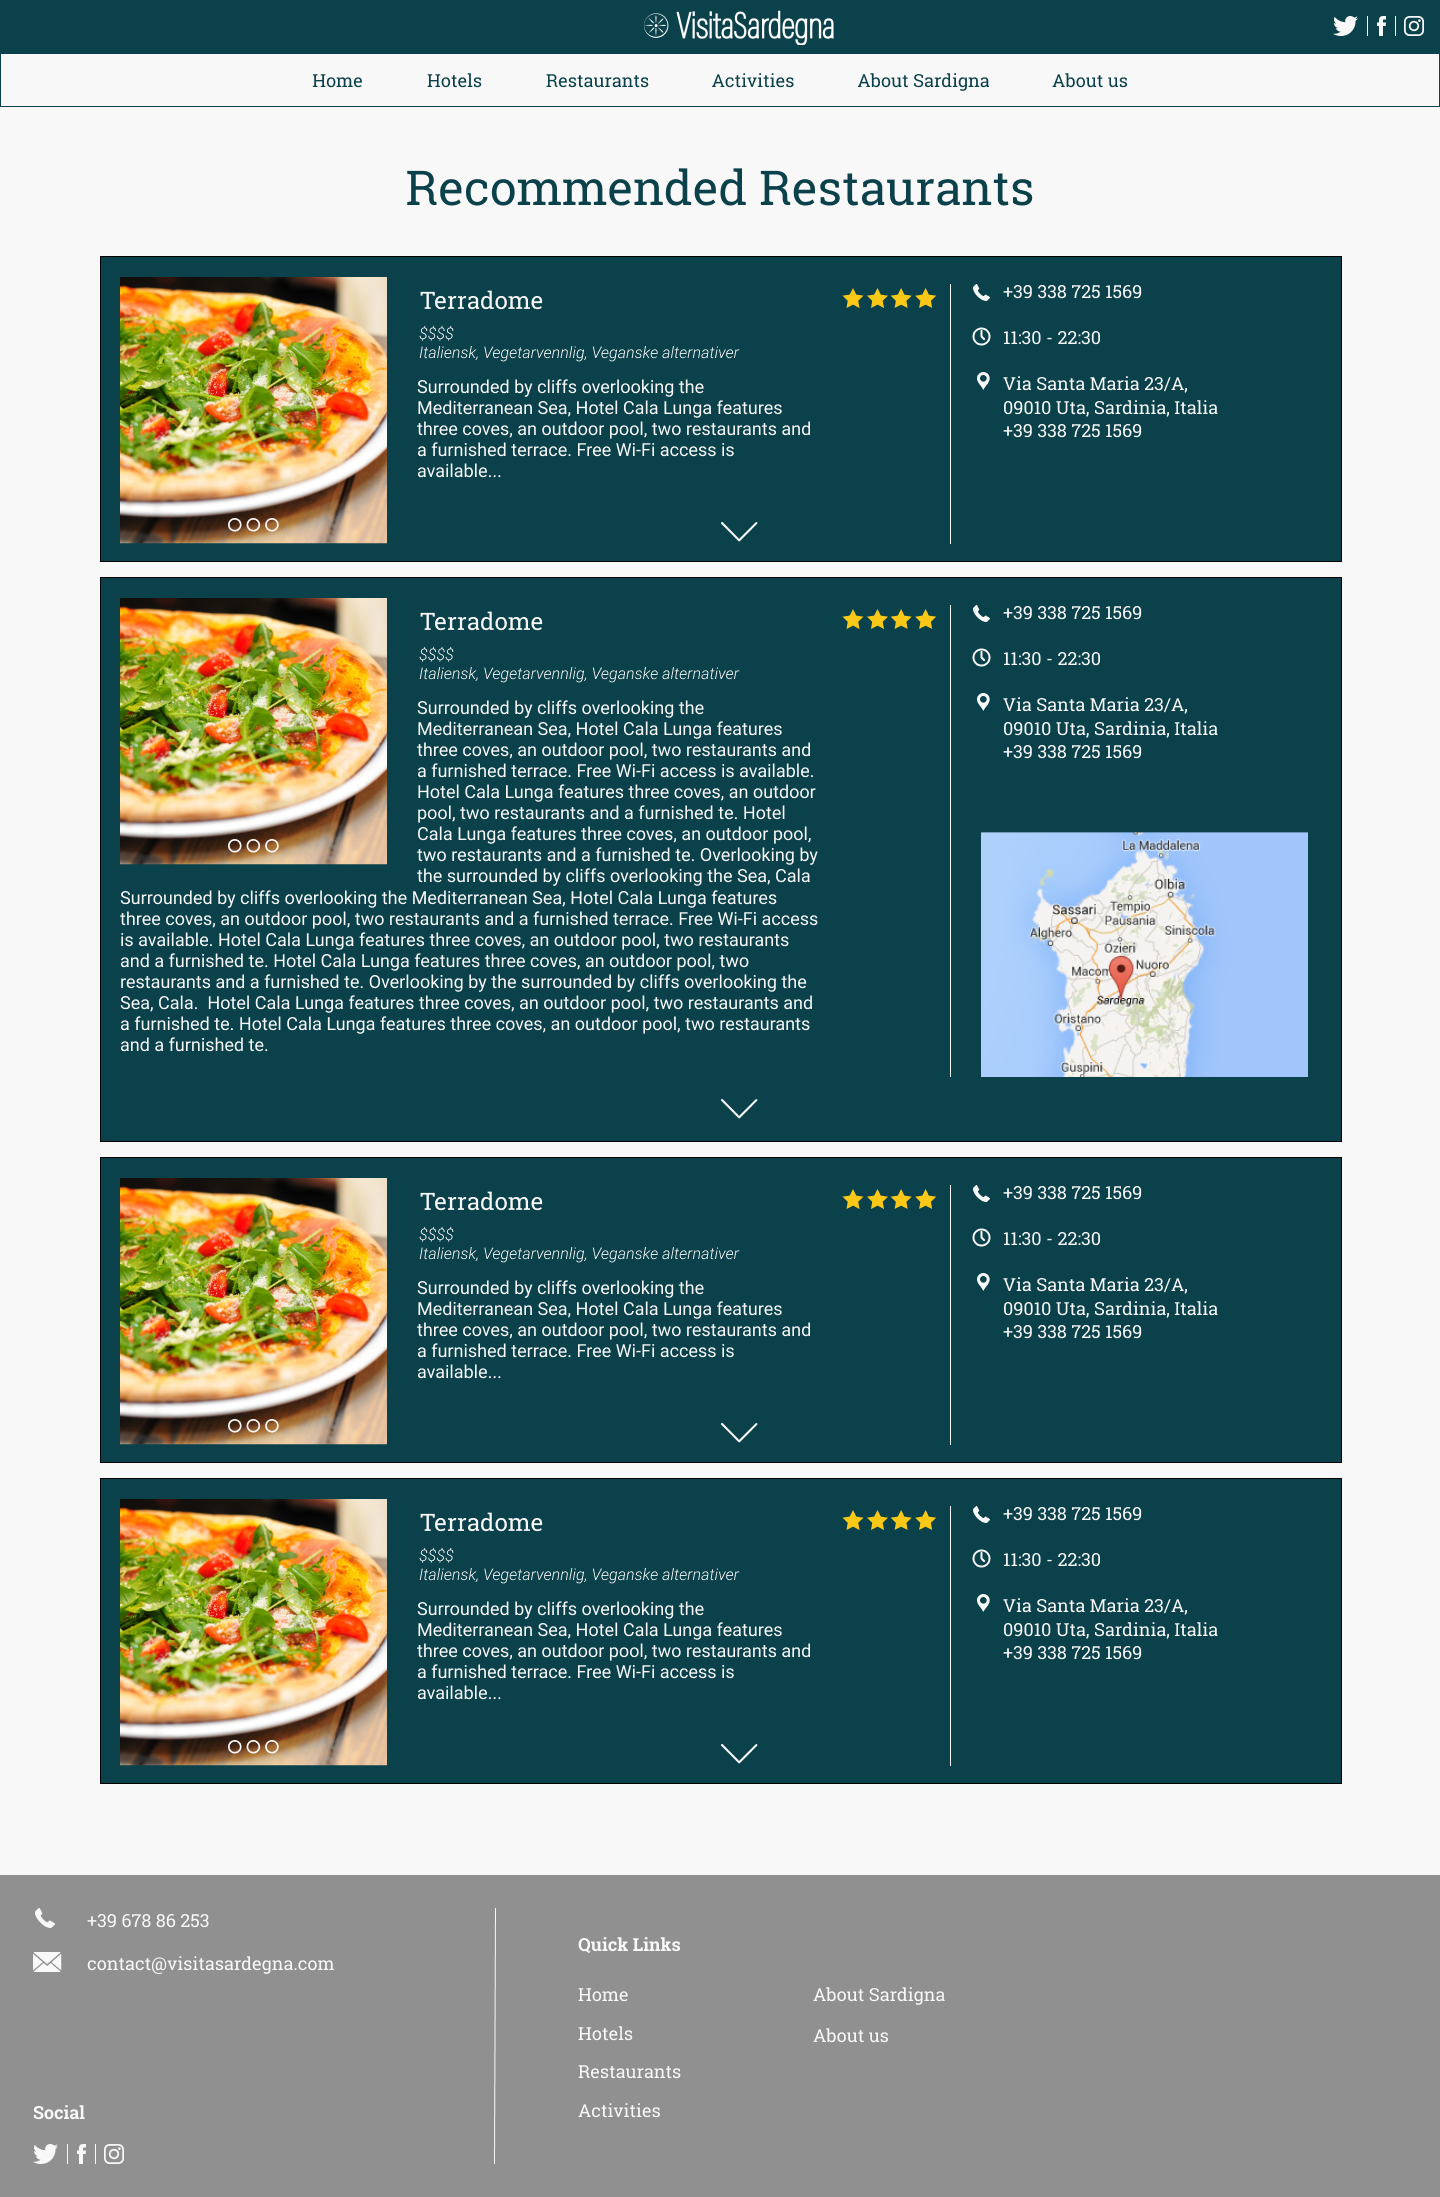 VisitaSardegna
Home Hotels Restaurants Activities About Sardigna About us
Recommended Restaurants
Terradome
$$$$
Italiensk, Vegetarvennlig, Veganske alternativer
Surrounded by cliffs overlooking the
Mediterranean Sea, Hotel Cala Lunga features
three coves, an outdoor pool, two restaurants and
a furnished terrace. Free Wi-Fi access is
available...
+39 338 725 1569
11:30 - 22:30
Via Santa Maria 23/A,
09010 Uta, Sardinia, Italia
+39 338 725 1569
Terradome
$$$$
Italiensk, Vegetarvennlig, Veganske alternativer
Surrounded by cliffs overlooking the
Mediterranean Sea, Hotel Cala Lunga features
three coves, an outdoor pool, two restaurants and
a furnished terrace. Free Wi-Fi access is available.
Hotel Cala Lunga features three coves, an outdoor
pool, two restaurants and a furnished te. Hotel
Cala Lunga features three coves, an outdoor pool,
two restaurants and a furnished te. Overlooking by
the surrounded by cliffs overlooking the Sea, Cala
Surrounded by cliffs overlooking the Mediterranean Sea, Hotel Cala Lunga features
three coves, an outdoor pool, two restaurants and a furnished terrace. Free Wi-Fi access
is available. Hotel Cala Lunga features three coves, an outdoor pool, two restaurants
and a furnished te. Hotel Cala Lunga features three coves, an outdoor pool, two
restaurants and a furnished te. Overlooking by the surrounded by cliffs overlooking the
Sea, Cala.  Hotel Cala Lunga features three coves, an outdoor pool, two restaurants and
a furnished te. Hotel Cala Lunga features three coves, an outdoor pool, two restaurants
and a furnished te.
+39 338 725 1569
11:30 - 22:30
Via Santa Maria 23/A,
09010 Uta, Sardinia, Italia
+39 338 725 1569
La Maddalena
Olbia
Sassari
Tempio
Pausania
Alghero
Siniscola
Ozieri
Nuoro
Macom
Sardegna
Oristano
Guspini
Terradome
$$$$
Italiensk, Vegetarvennlig, Veganske alternativer
Surrounded by cliffs overlooking the
Mediterranean Sea, Hotel Cala Lunga features
three coves, an outdoor pool, two restaurants and
a furnished terrace. Free Wi-Fi access is
available...
+39 338 725 1569
11:30 - 22:30
Via Santa Maria 23/A,
09010 Uta, Sardinia, Italia
+39 338 725 1569
Terradome
$$$$
Italiensk, Vegetarvennlig, Veganske alternativer
Surrounded by cliffs overlooking the
Mediterranean Sea, Hotel Cala Lunga features
three coves, an outdoor pool, two restaurants and
a furnished terrace. Free Wi-Fi access is
available...
+39 338 725 1569
11:30 - 22:30
Via Santa Maria 23/A,
09010 Uta, Sardinia, Italia
+39 338 725 1569
+39 678 86 253
contact@visitasardegna.com
Social
Quick Links
Home
Hotels
Restaurants
Activities
About Sardigna
About us